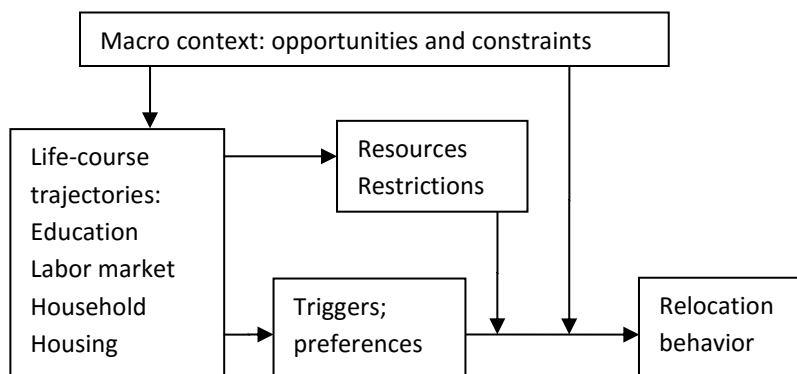 Macro context: opportunities and constraints
Life-course
trajectories:
Education
Labor market
Household
Housing
Resources
Restrictions
Triggers;
preferences
Relocation
behavior